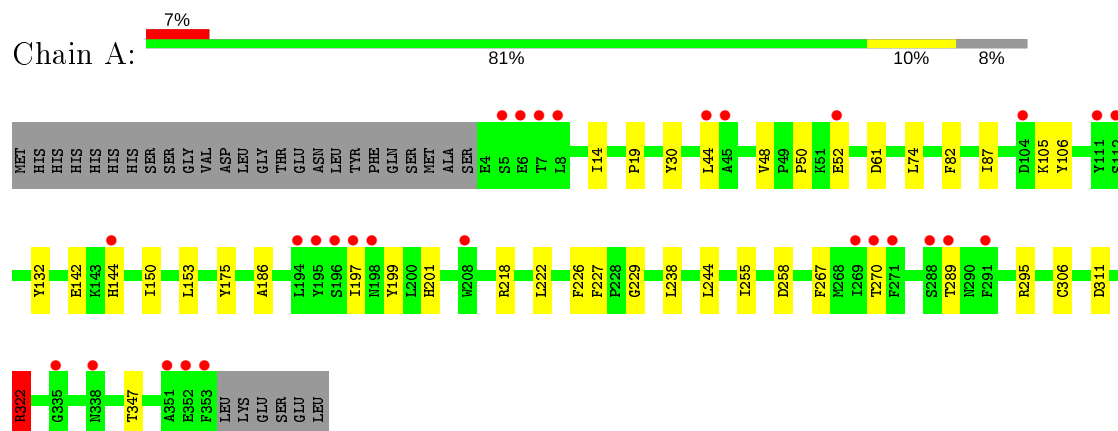 7%
Chain A:
81% 10% 8%
MET HIS HIS HIS HIS HIS HIS SER SER GLY VAL ASP LEU GLY GLY THR GLU ASN LEU TYR PHE GLN SER MET ALA SER E4 S5 E6 T7 L8 I14 P19 Y30 L44 A45 V48 P49 P50 K51 E52 D61 L74 F82 I87 D104 K105 Y106 Y111 S112
Y132 E142 K143 H144 I150 L153 Y175 A186 L194 Y195 S196 I197 N198 Y199 L200 H201 W208 R218 L222 F226 F227 P228 G229 L238 L244 I255 D258 F267 M268 I269 T270 F271 S288 T289 N290 F291 R295 C306 D311
R322 G335 N338 T347 A351 E352 F353 LEU LYS GLU SER GLU LEU